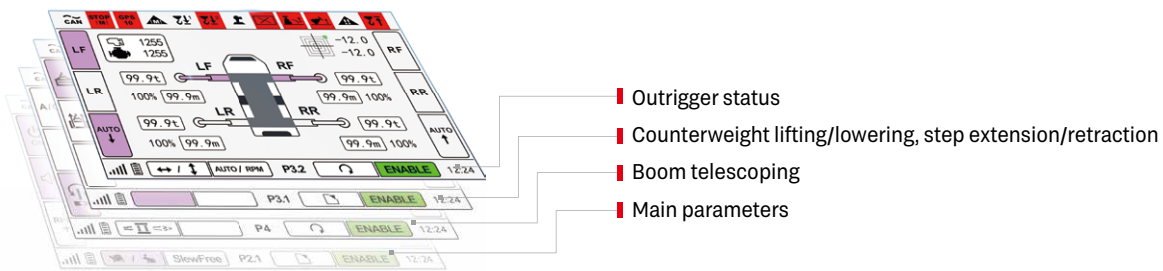 CAN STOP !M! GPS 10
LF 1255 -12.0 RF
1255 -12.0
LF RF
99.9t 99.9t
LR 100% 99.9m 99.9m 100% RR
LR RR
AUTO 99.9t 99.9t AUTO
100% 99.9m 99.9m 100%
/ AUTO / RPM P3.2 ENABLE 12:24
P3.1 ENABLE 12:24
P4 ENABLE 12:24
/ SlewFree P2.1 ENABLE 12:24
Outrigger status
Counterweight lifting/lowering, step extension/retraction
Boom telescoping
Main parameters